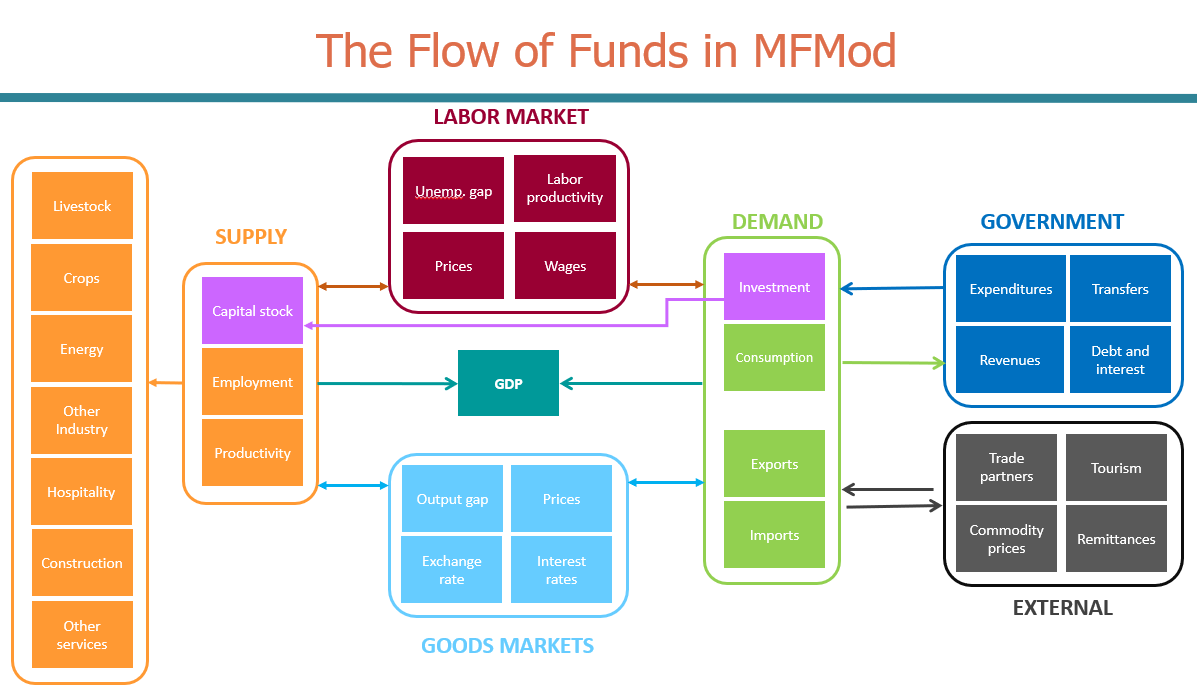 The Flow of Funds in MFMod
LABOR MARKET
Unemp. gap
Labor
productivity
Prices
Wages
Livestock
Crops
Energy
Other
Industry
Hospitality
Construction
Other
services
SUPPLY
Capital stock
Employment
Productivity
GDP
Output gap
Prices
Exchange
rate
Interest
rates
GOODS MARKETS
DEMAND
Investment
Consumption
Exports
Imports
GOVERNMENT
Expenditures
Transfers
Revenues
Debt and
interest
Trade
partners
Tourism
Commodity
prices
Remittances
EXTERNAL